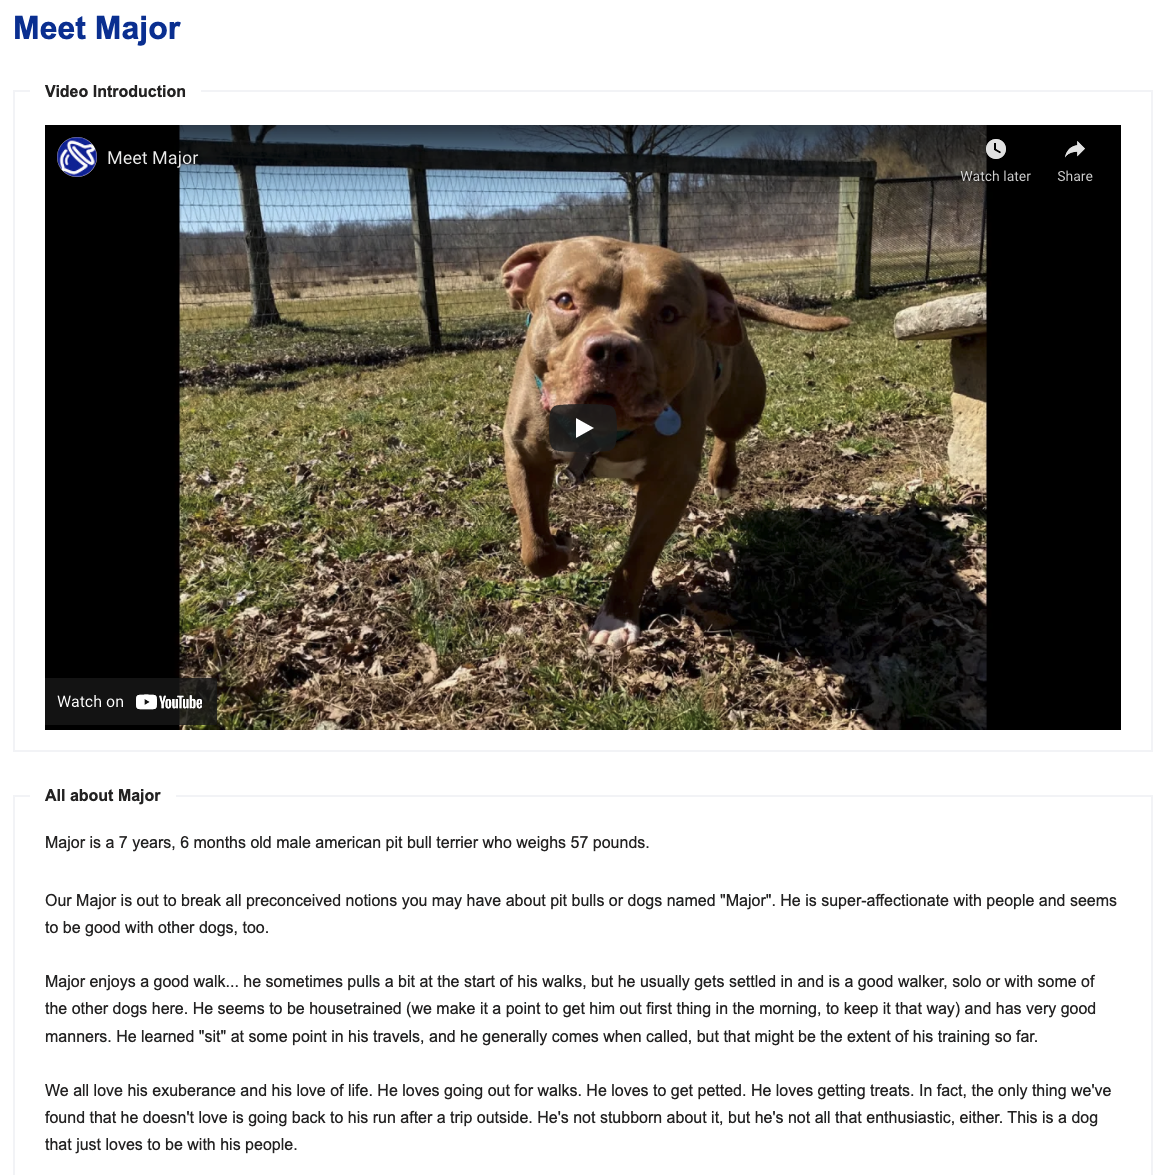 Meet Major
Video Introduction
Meet Major
Watch later
Share
Watch on YouTube
All about Major
Major is a 7 years, 6 months old male american pit bull terrier who weighs 57 pounds.
Our Major is out to break all preconceived notions you may have about pit bulls or dogs named "Major". He is super-affectionate with people and seems
to be good with other dogs, too.
Major enjoys a good walk... he sometimes pulls a bit at the start of his walks, but he usually gets settled in and is a good walker, solo or with some of
the other dogs here. He seems to be housetrained (we make it a point to get him out first thing in the morning, to keep it that way) and has very good
manners. He learned "sit" at some point in his travels, and he generally comes when called, but that might be the extent of his training so far.
We all love his exuberance and his love of life. He loves going out for walks. He loves to get petted. He loves getting treats. In fact, the only thing we've
found that he doesn't love is going back to his run after a trip outside. He's not stubborn about it, but he's not all that enthusiastic, either. This is a dog
that just loves to be with his people.